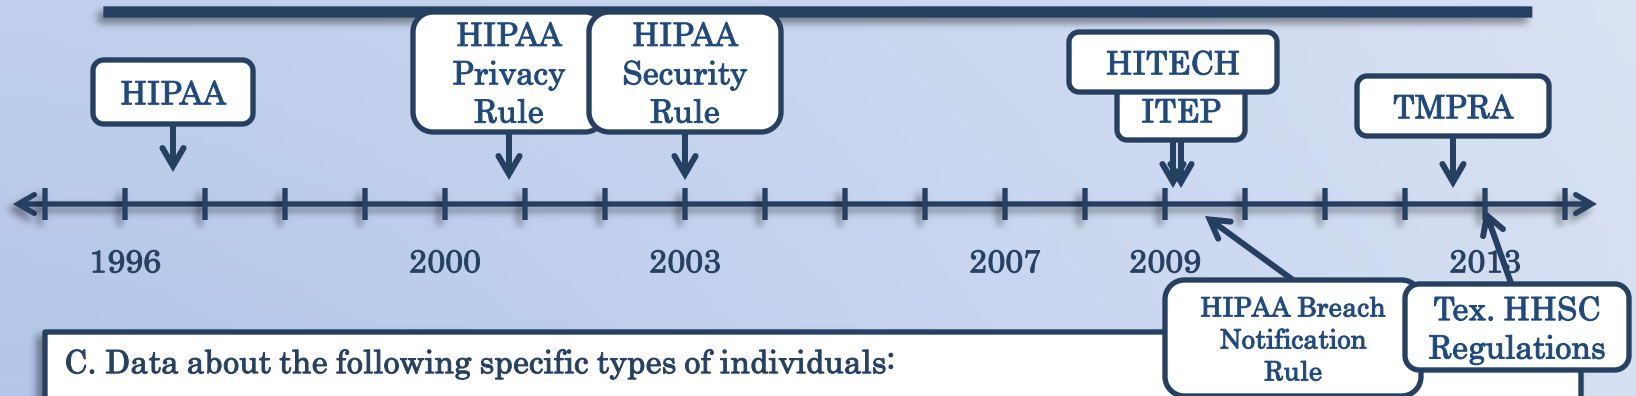 HIPAA
HIPAA
Privacy
Rule
HIPAA
Security
Rule
HITECH
ITEP
TMPRA
1996
2000
2003
2007
2009
2013
HIPAA Breach
Notification
Rule
Tex. HHSC
Regulations
C. Data about the following specific types of individuals: